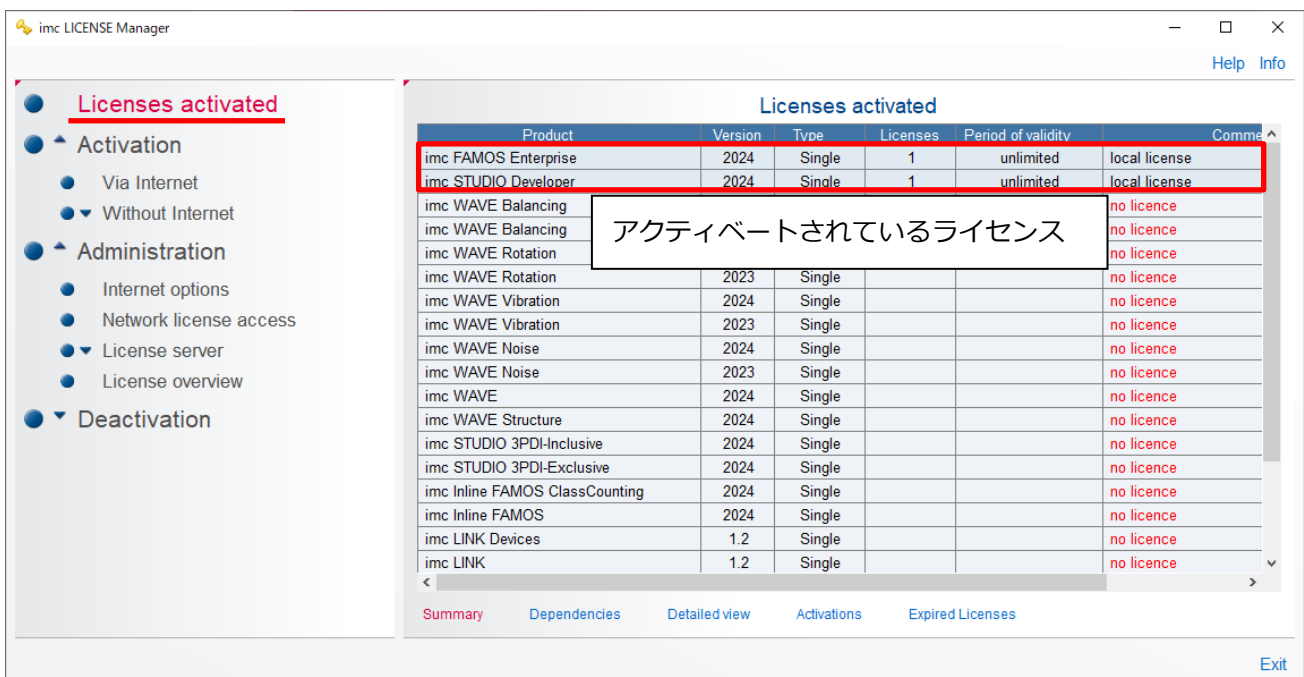 imc LICENSE Manager
Help Info
Licenses activated
Activation
Via Internet
Without Internet
Administration
Internet options
Network license access
License server
License overview
Deactivation
Licenses activated
Product Version Type Licenses Period of validity Comme
imc FAMOS Enterprise 2024 Single 1 unlimited local license
imc STUDIO Developer 2024 Single 1 unlimited local license
imc WAVE Balancing no licence
imc WAVE Balancing no licence
imc WAVE Rotation no licence
アクティベートされているライセンス
imc WAVE Rotation 2023 Single no licence
imc WAVE Vibration 2024 Single no licence
imc WAVE Vibration 2023 Single no licence
imc WAVE Noise 2024 Single no licence
imc WAVE Noise 2023 Single no licence
imc WAVE 2024 Single no licence
imc WAVE Structure 2024 Single no licence
imc STUDIO 3PDI-Inclusive 2024 Single no licence
imc STUDIO 3PDI-Exclusive 2024 Single no licence
imc Inline FAMOS ClassCounting 2024 Single no licence
imc Inline FAMOS 2024 Single no licence
imc LINK Devices 1.2 Single no licence
imc LINK 1.2 Single no licence
Summary Dependencies Detailed view Activations Expired Licenses
Exit